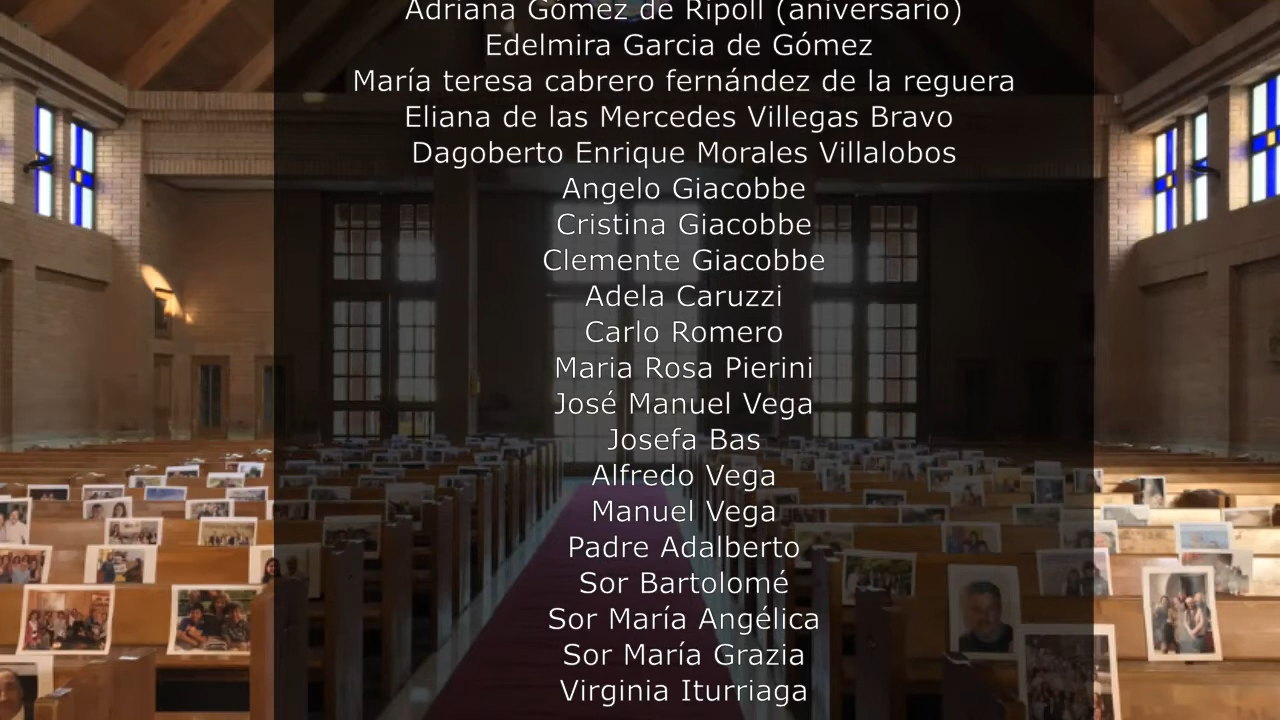 Adriana Gómez de Ripoll (aniversario)
Edelmira Garcia de Gómez
María teresa cabrero fernández de la reguera
Eliana de las Mercedes Villegas Bravo
Dagoberto Enrique Morales Villalobos
Angelo Giacobbe
Cristina Giacobbe
Clemente Giacobbe
Adela Caruzzi
Carlo Romero
Maria Rosa Pierini
José Manuel Vega
Josefa Bas
Alfredo Vega
Manuel Vega
Padre Adalberto
Sor Bartolomé
Sor María Angélica
Sor María Grazia
Virginia Iturriaga